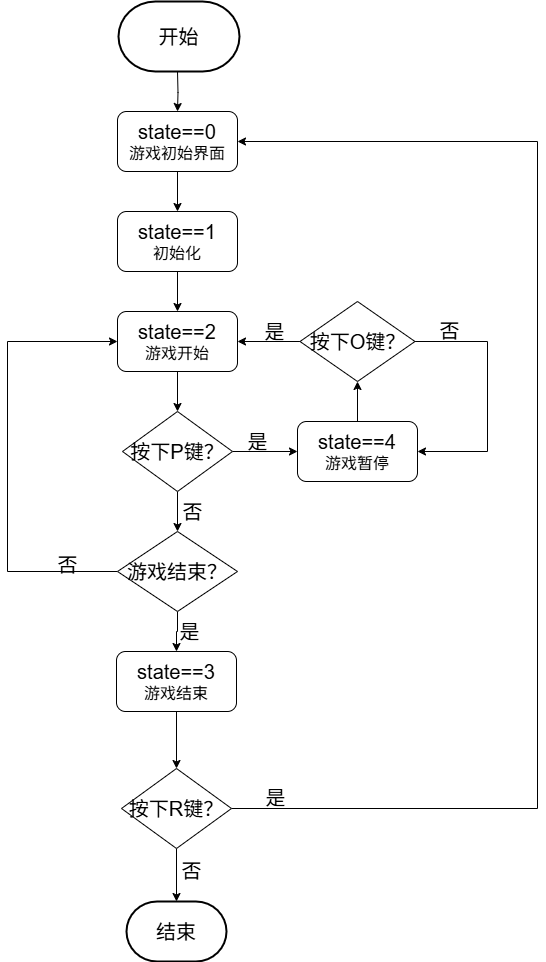 开始
state==0
游戏初始界面
state==1
初始化
state==2
游戏开始
是
按下O键?
否
按下P键?
是
state==4
游戏暂停
否
游戏结束?
否
是
state==3
游戏结束
按下R键?
是
否
结束